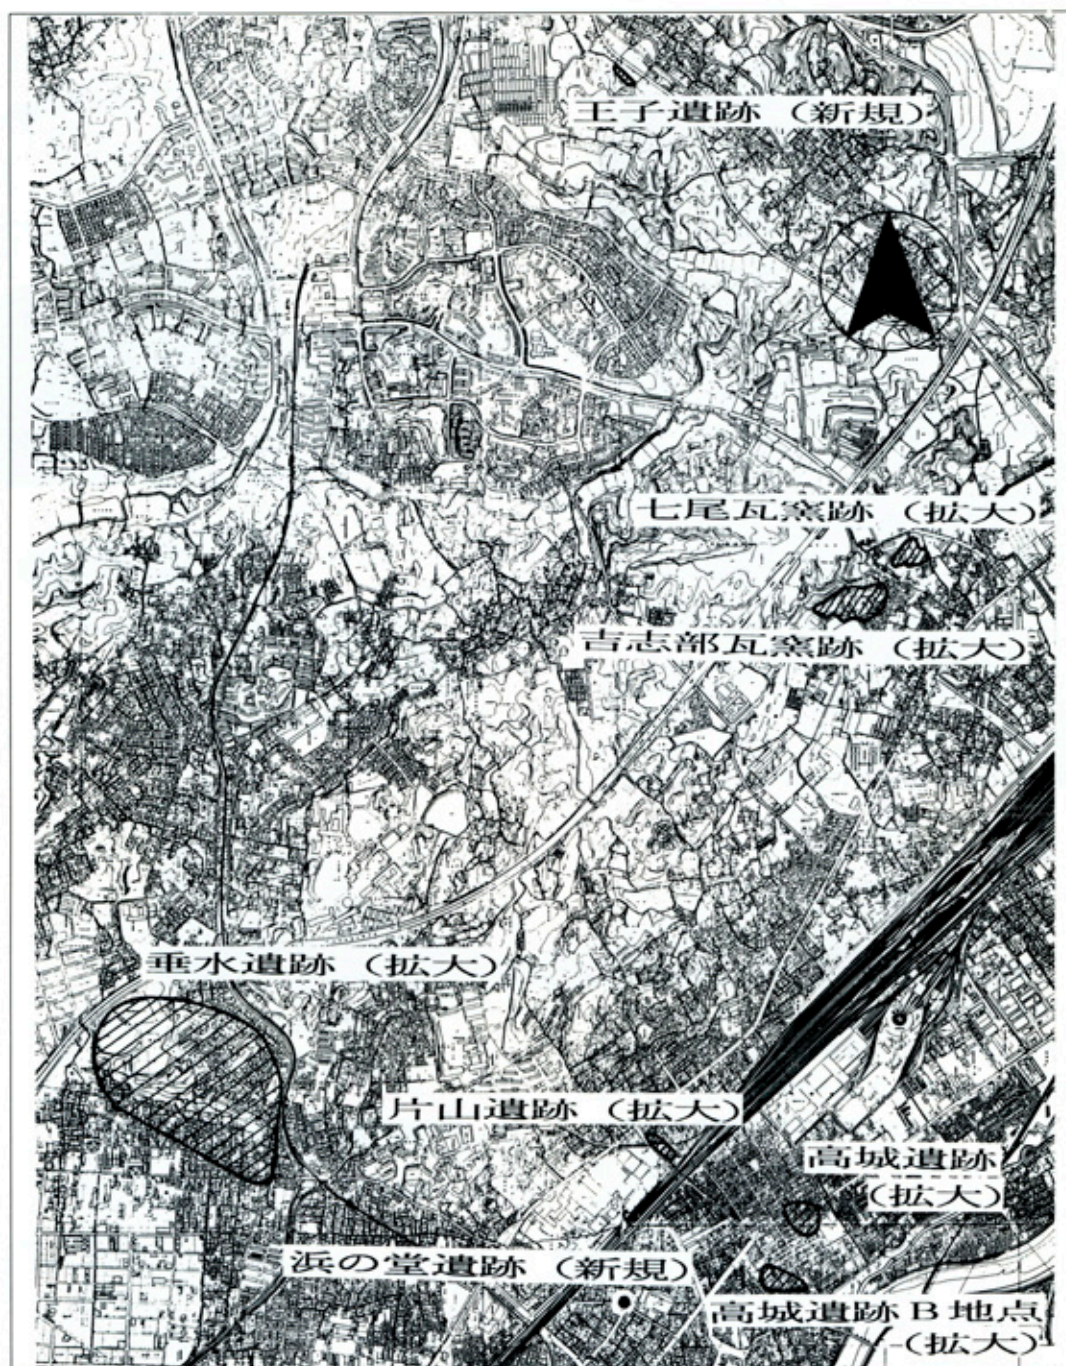 王子遺跡（新規）
七尾瓦窯跡（拡大）
吉志部瓦窯跡（拡大）
垂水遺跡（拡大）
片山遺跡（拡大）
高城遺跡
（拡大）
浜の堂遺跡（新規）
高城遺跡B地点
（拡大）